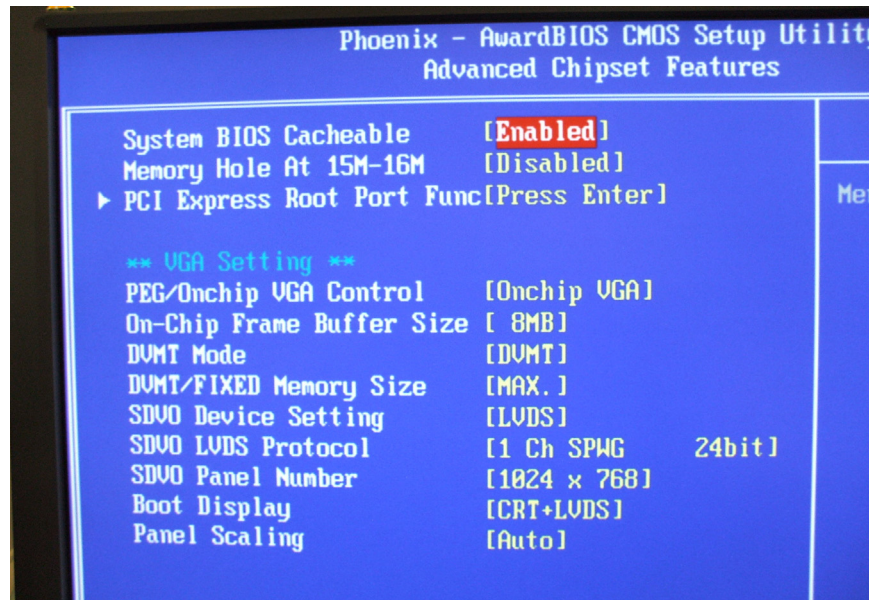 Phoenix - AwardBIOS CMOS Setup
Advanced Chipset Features
System BIOS Cacheable [Enabled]
Memory Hole At 15M-16M [Disabled]
▶ PCI Express Root Port Func[Press Enter]
** VGA Setting **
PEG/Onchip VGA Control [Onchip VGA]
On-Chip Frame Buffer Size [ 8MB]
DVMT Mode [DVMT]
DVMT/FIXED Memory Size [MAX.]
SDVO Device Setting [LVDS]
SDVO LVDS Protocol [1 Ch SPWG 24bit]
SDVO Panel Number [1024 x 768]
Boot Display [CRT+LVDS]
Panel Scaling [Auto]